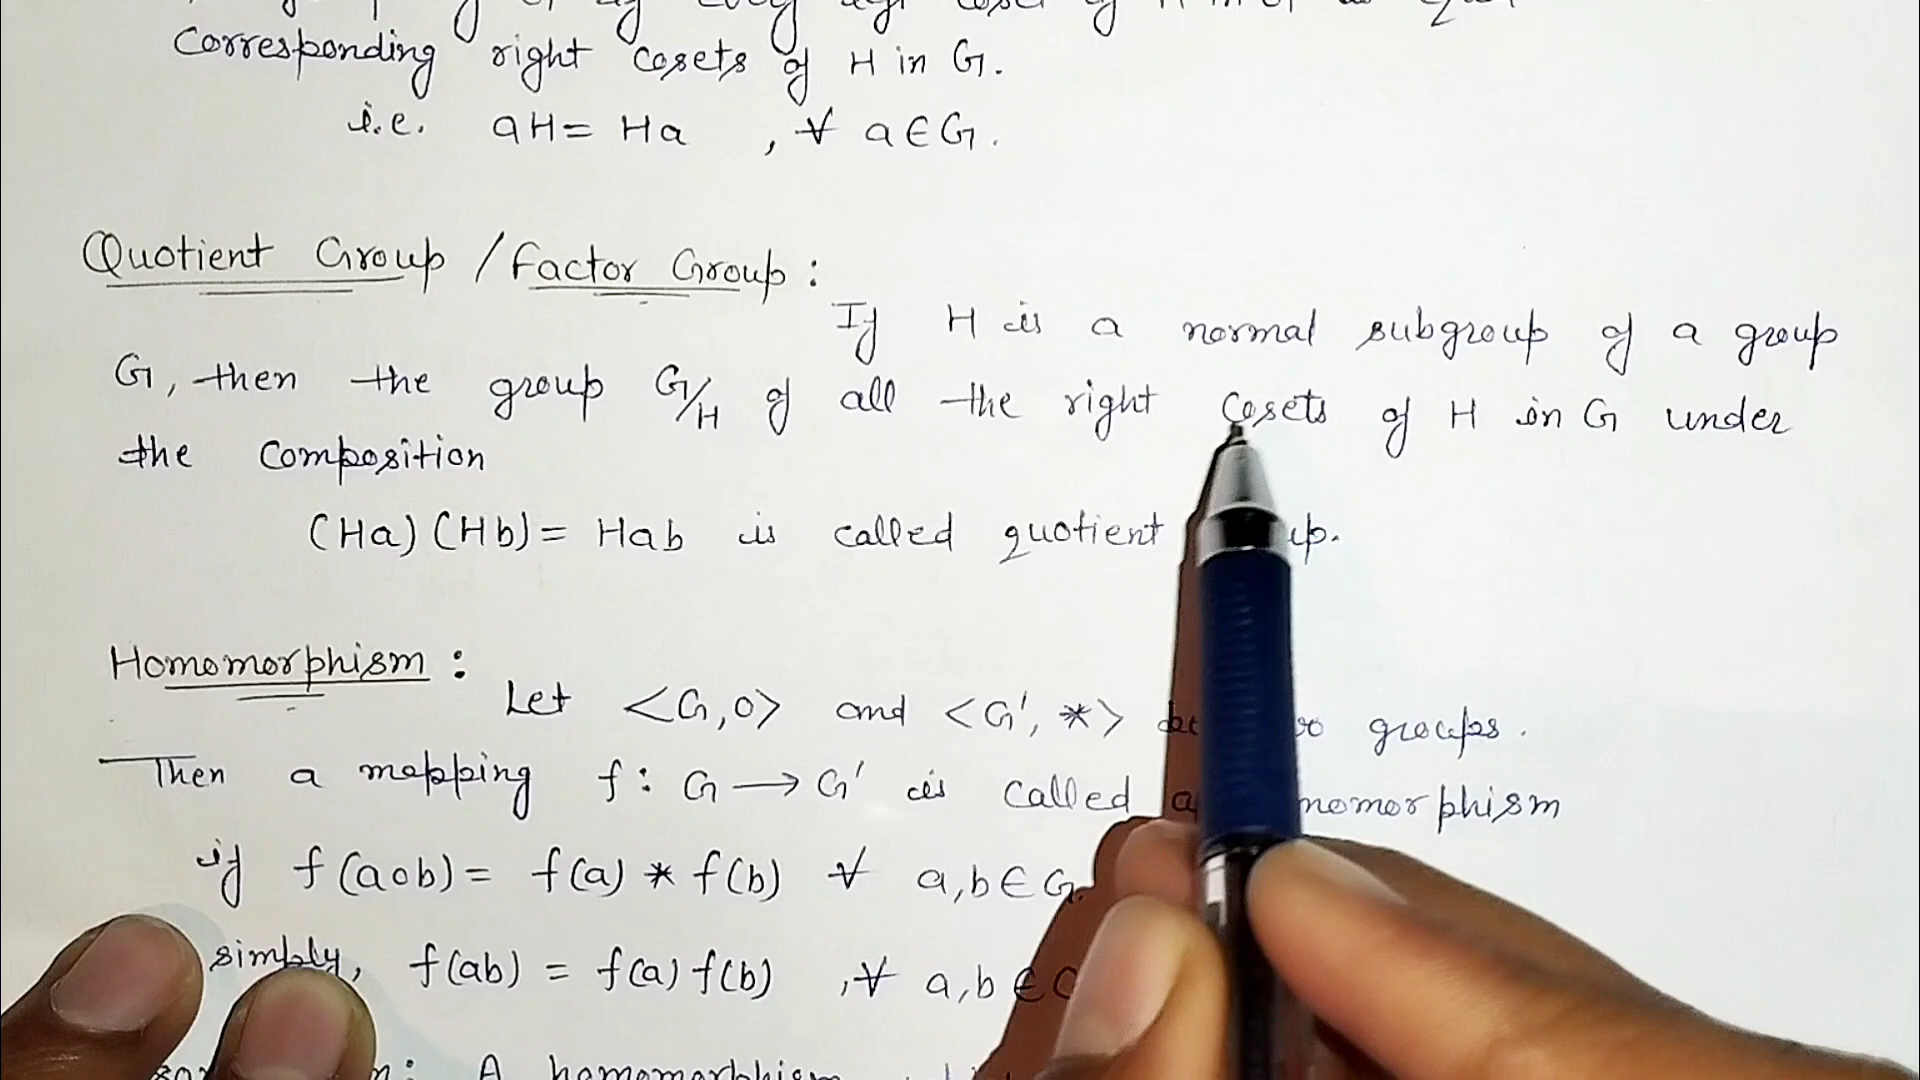 Corresponding right cosets of H in G.
i.e. aH = Ha , ∀ a∈G.
Quotient Group / Factor Group :
If H is a normal subgroup of a group
G, then the group G/H of all the right cosets of H in G under
the composition
(Ha) (Hb) = Hab is called quotient
Homomorphism :
Let <G, o> and <G', *> groups.
Then a mapping f : G → G' is called a
if f(aob) = f(a) * f(b) ∀ a,b ∈ G.
simply, f(ab) = f(a) f(b) , ∀ a,b ∈ G
A homomorphism